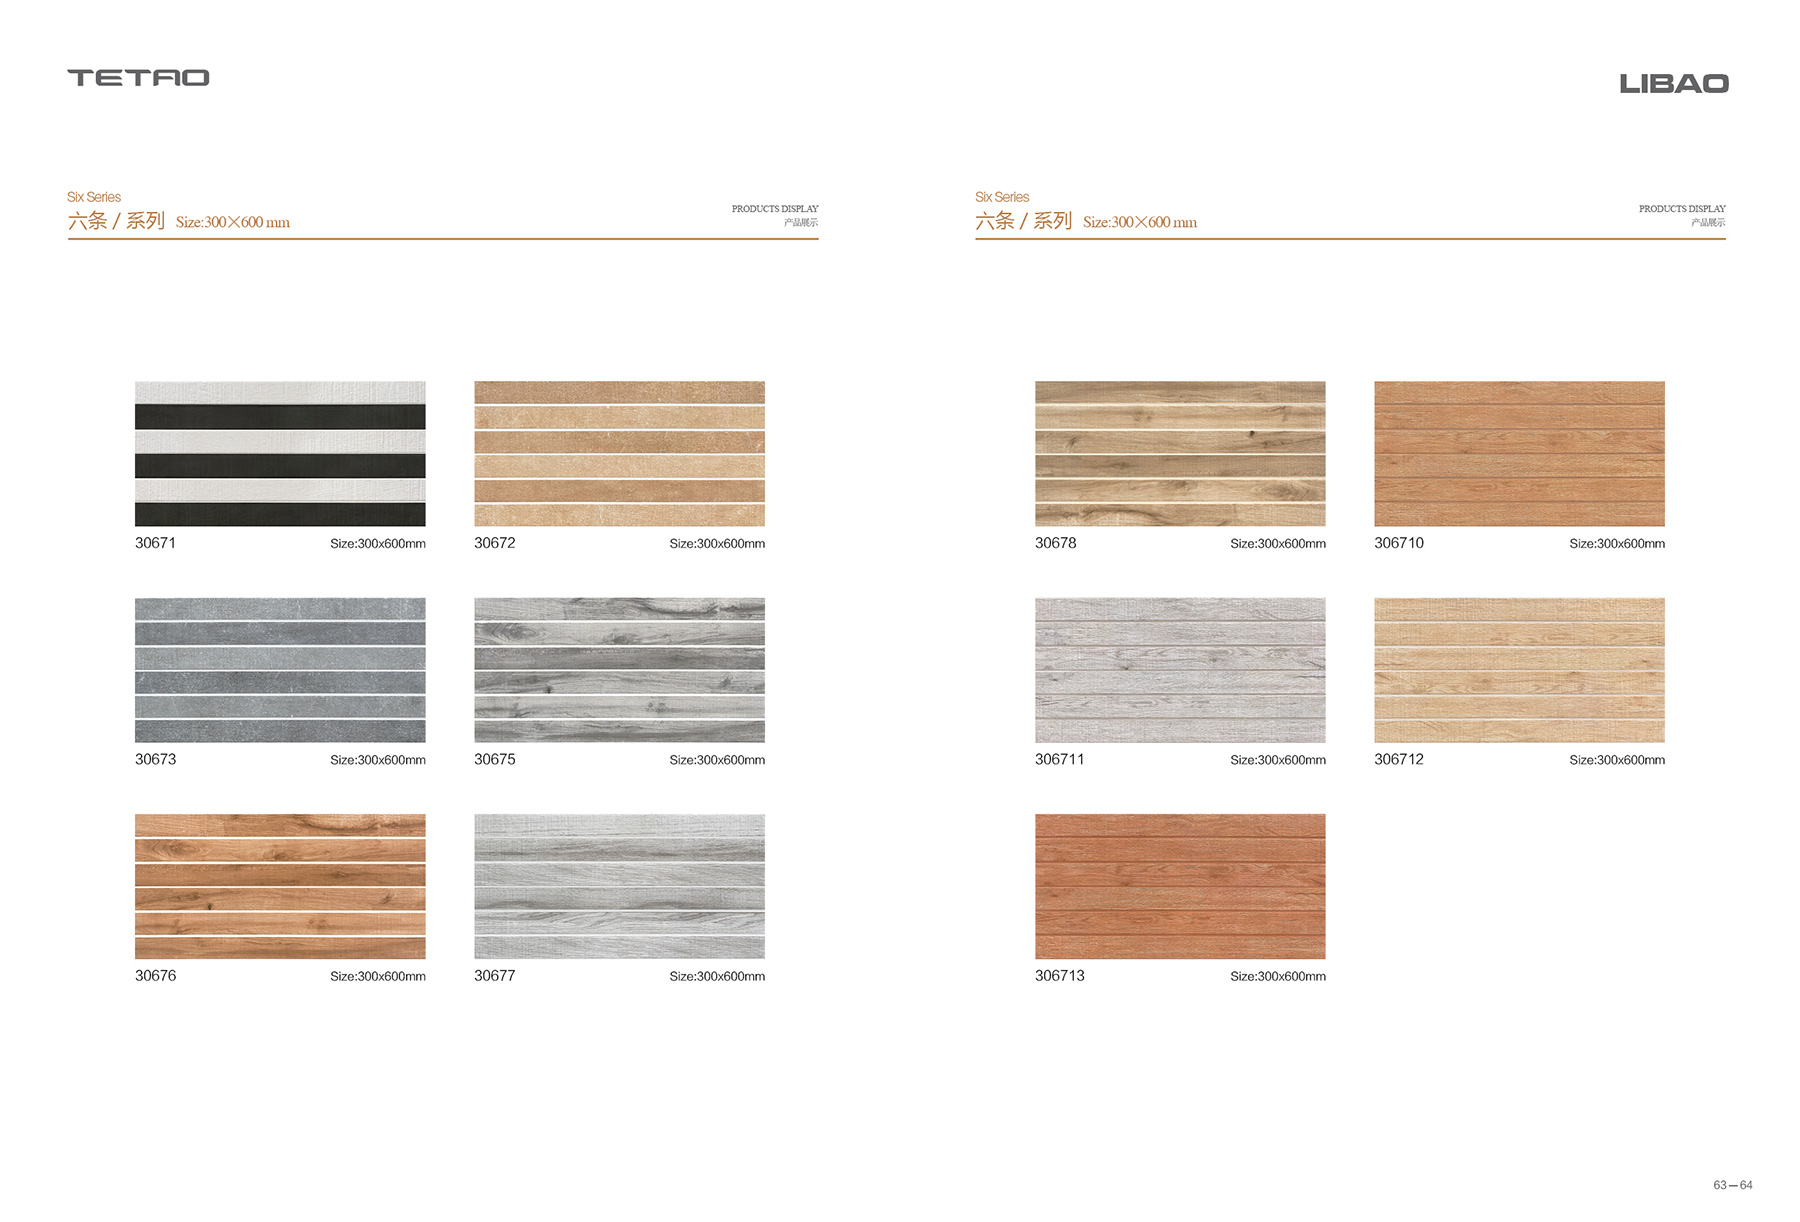 TETAO
LIBAO
Six Series
六条 / 系列 Size:300×600 mm
PRODUCTS DISPLAY
产品展示
30671 Size:300x600mm
30672 Size:300x600mm
30673 Size:300x600mm
30675 Size:300x600mm
30676 Size:300x600mm
30677 Size:300x600mm
Six Series
六条 / 系列 Size:300×600 mm
PRODUCTS DISPLAY
产品展示
30678 Size:300x600mm
306710 Size:300x600mm
306711 Size:300x600mm
306712 Size:300x600mm
306713 Size:300x600mm
63—64